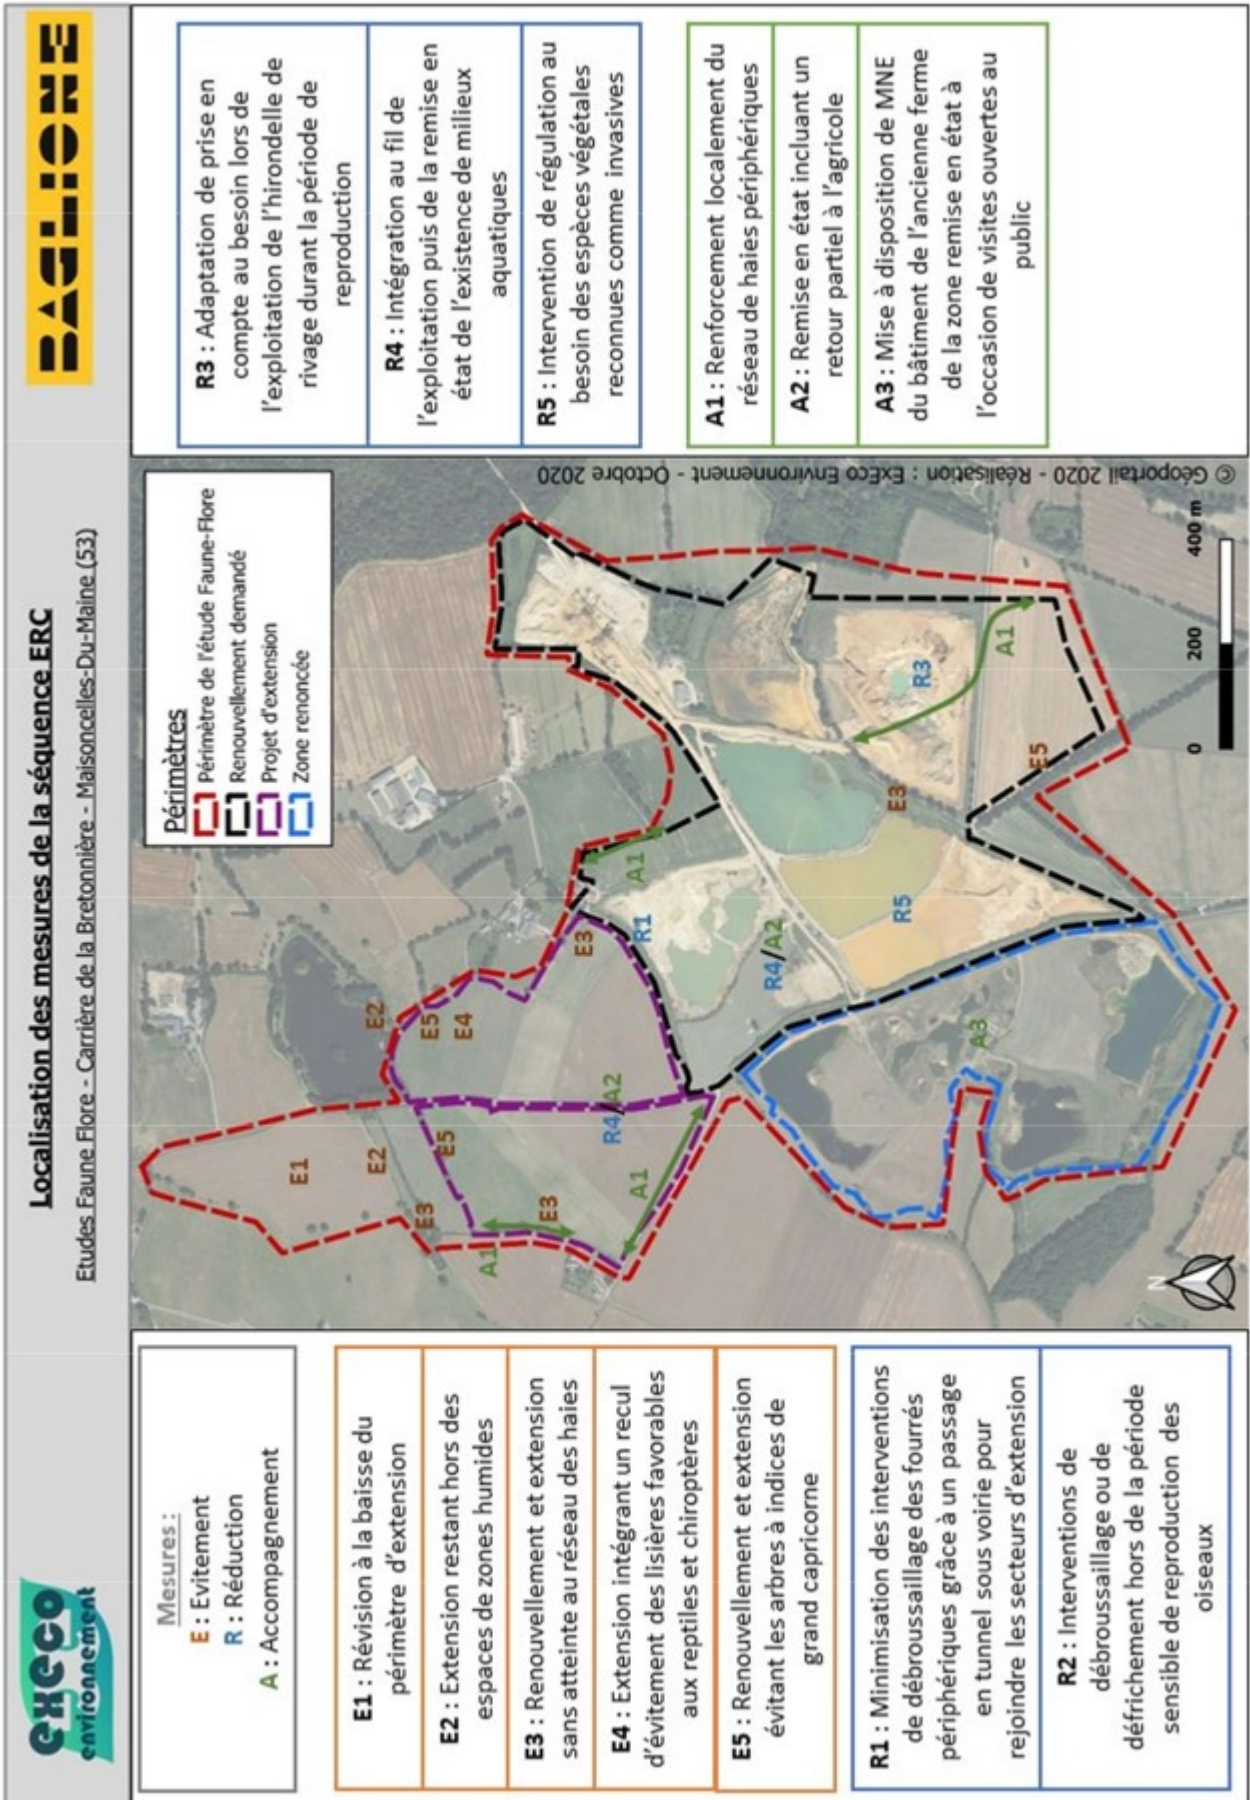 execo
environnement
Localisation des mesures de la séquence ERC
Etudes Faune Flore - Carrière de la Bretonnière - Maisoncelles-Du-Maine (53)
BAGLIONE
Mesures :
E : Evitement
R : Réduction
A : Accompagnement
E1 : Révision à la baisse du
périmètre d'extension
E2 : Extension restant hors des
espaces de zones humides
E3 : Renouvellement et extension
sans atteinte au réseau des haies
E4 : Extension intégrant un recul
d'évitement des lisières favorables
aux reptiles et chiroptères
E5 : Renouvellement et extension
évitant les arbres à indices de
grand capricorne
R1 : Minimisation des interventions
de débroussaillage des fourrés
périphériques grâce à un passage
en tunnel sous voirie pour
rejoindre les secteurs d'extension
R2 : Interventions de
débroussaillage ou de
défrichement hors de la période
sensible de reproduction des
oiseaux
Périmètres
Périmètre de l'étude Faune-Flore
Renouvellement demandé
Projet d'extension
Zone renoncée
E1
E2
E2
E3
E5
E5
E4
A1
E3
E3
R4/A2
A1
R1
A1
R4/A2
R5
E3
R3
A1
E5
A3
N
0
200
400 m
© Géoportail 2020 - Réalisation : ExEco Environnement - Octobre 2020
R3 : Adaptation de prise en
compte au besoin lors de
l'exploitation de l'hirondelle de
rivage durant la période de
reproduction
R4 : Intégration au fil de
l'exploitation puis de la remise en
état de l'existence de milieux
aquatiques
R5 : Intervention de régulation au
besoin des espèces végétales
reconnues comme invasives
A1 : Renforcement localement du
réseau de haies périphériques
A2 : Remise en état incluant un
retour partiel à l'agricole
A3 : Mise à disposition de MNE
du bâtiment de l'ancienne ferme
de la zone remise en état à
l'occasion de visites ouvertes au
public